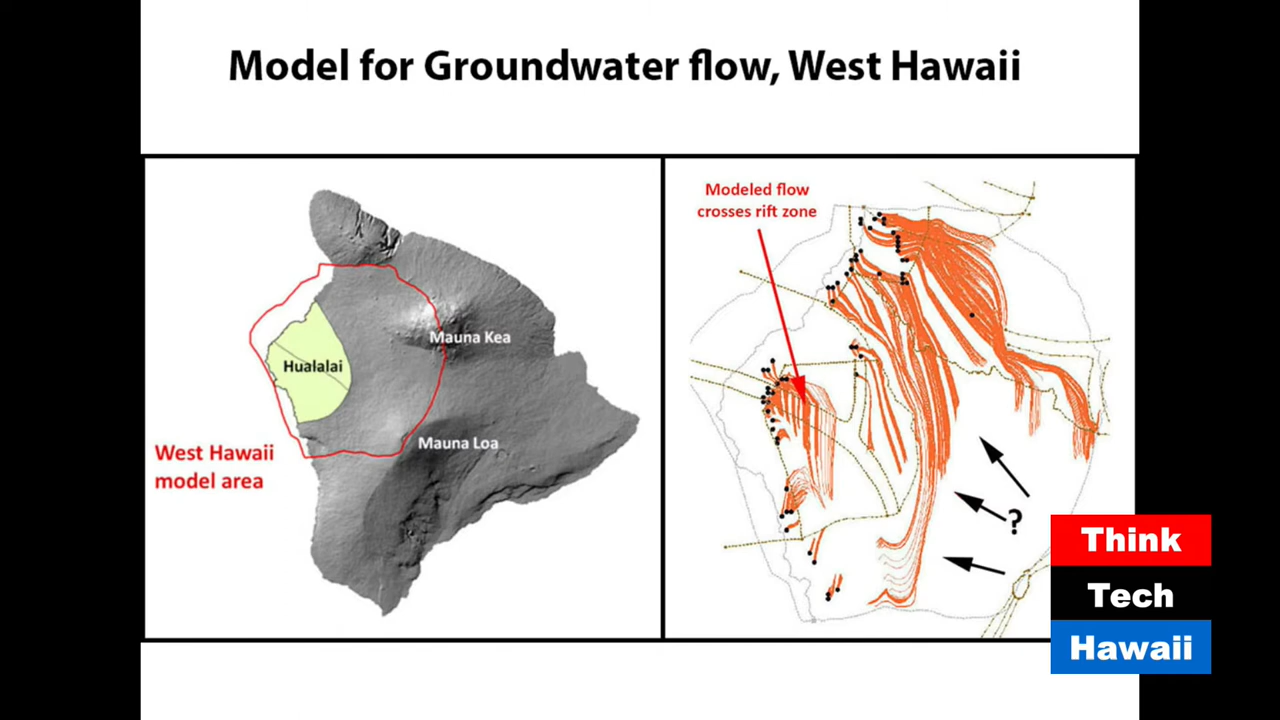 Model for Groundwater flow, West Hawaii
Mauna Kea
Hualalai
Mauna Loa
West Hawaii
model area
Modeled flow
crosses rift zone
?
Think
Tech
Hawaii